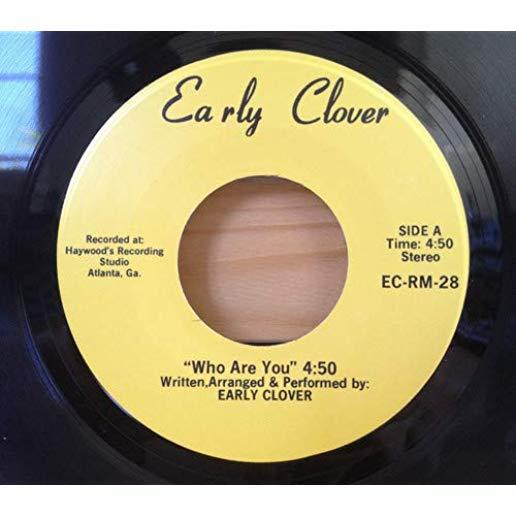 Early Clover
Recorded at:
Haywood's Recording
Studio
Atlanta, Ga.
SIDE A
Time: 4:50
Stereo
EC-RM-28
"Who Are You" 4:50
Written,Arranged & Performed by:
EARLY CLOVER